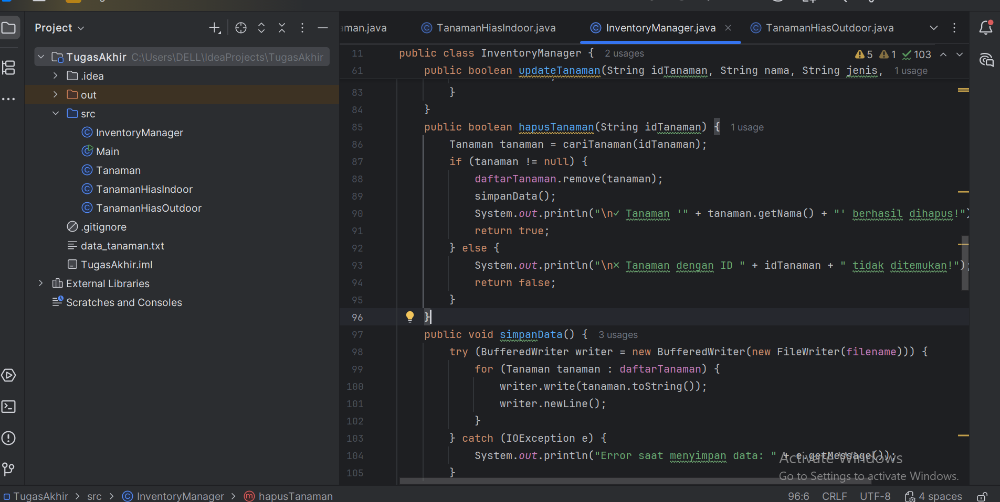 Project
TugasAkhir C:\Users\DELL\IdeaProjects\TugasAkhir
.idea
out
src
InventoryManager
Main
Tanaman
TanamanHiasIndoor
TanamanHiasOutdoor
.gitignore
data_tanaman.txt
TugasAkhir.iml
External Libraries
Scratches and Consoles
aman.java TanamanHiasIndoor.java InventoryManager.java TanamanHiasOutdoor.java
11 public class InventoryManager { 2 usages 5 1 103
61 public boolean updateTanaman(String idTanaman, String nama, String jenis, 1 usage
83 }
84 }
85 public boolean hapusTanaman(String idTanaman) { 1 usage
86 Tanaman tanaman = cariTanaman(idTanaman);
87 if (tanaman != null) {
88 daftarTanaman.remove(tanaman);
89 simpanData();
90 System.out.println("\n✓ Tanaman '" + tanaman.getNama() + "' berhasil dihapus!")
91 return true;
92 } else {
93 System.out.println("\n✗ Tanaman dengan ID " + idTanaman + " tidak ditemukan!");
94 return false;
95 }
96 }
97 public void simpanData() { 3 usages
98 try (BufferedWriter writer = new BufferedWriter(new FileWriter(filename))) {
99 for (Tanaman tanaman : daftarTanaman) {
100 writer.write(tanaman.toString());
101 writer.newLine();
102 }
103 } catch (IOException e) {
104 System.out.println("Error saat menyimpan data: " + e.getMessage());
105 }
Activate Windows
Go to Settings to activate Windows.
TugasAkhir > src > InventoryManager > hapusTanaman 96:6 CRLF UTF-8 4 spaces